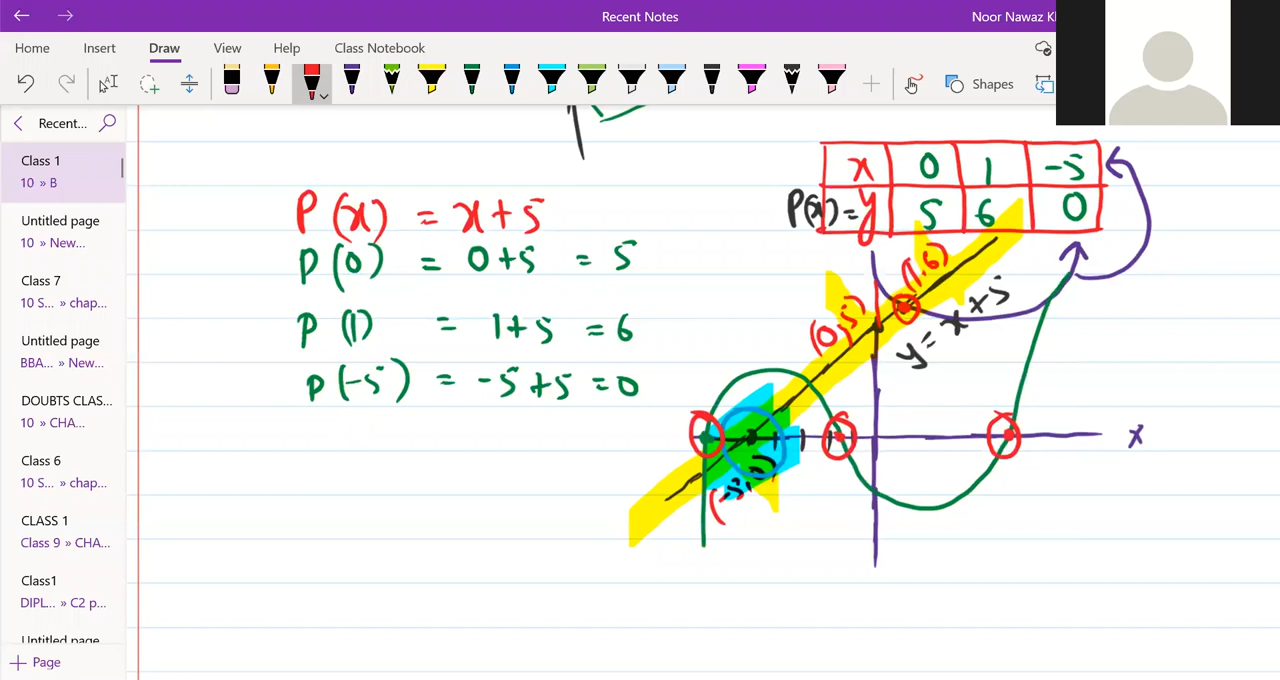 Recent Notes
Noor Nawaz
Home Insert Draw View Help Class Notebook
Shapes
Recent...
Class 1
10 » B
Untitled page
10 » New...
Class 7
10 S... » chap...
Untitled page
BBA... » New...
DOUBTS CLAS...
10 » CHA...
Class 6
10 S... » chap...
CLASS 1
Class 9 » CHA...
Class1
DIPL... » C2 p...
Untitled page
Page
x 0 1 -5
P(x) = y 5 6 0
P(x) = x+5
P(0) = 0+5 = 5
P(1) = 1+5 = 6
P(-5) = -5+5 = 0
(1,6)
(0,5)
y = x+5
x
(-5,0)